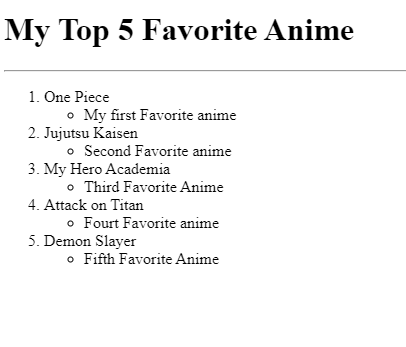 My Top 5 Favorite Anime
1. One Piece
◦ My first Favorite anime
2. Jujutsu Kaisen
◦ Second Favorite anime
3. My Hero Academia
◦ Third Favorite Anime
4. Attack on Titan
◦ Fourt Favorite anime
5. Demon Slayer
◦ Fifth Favorite Anime